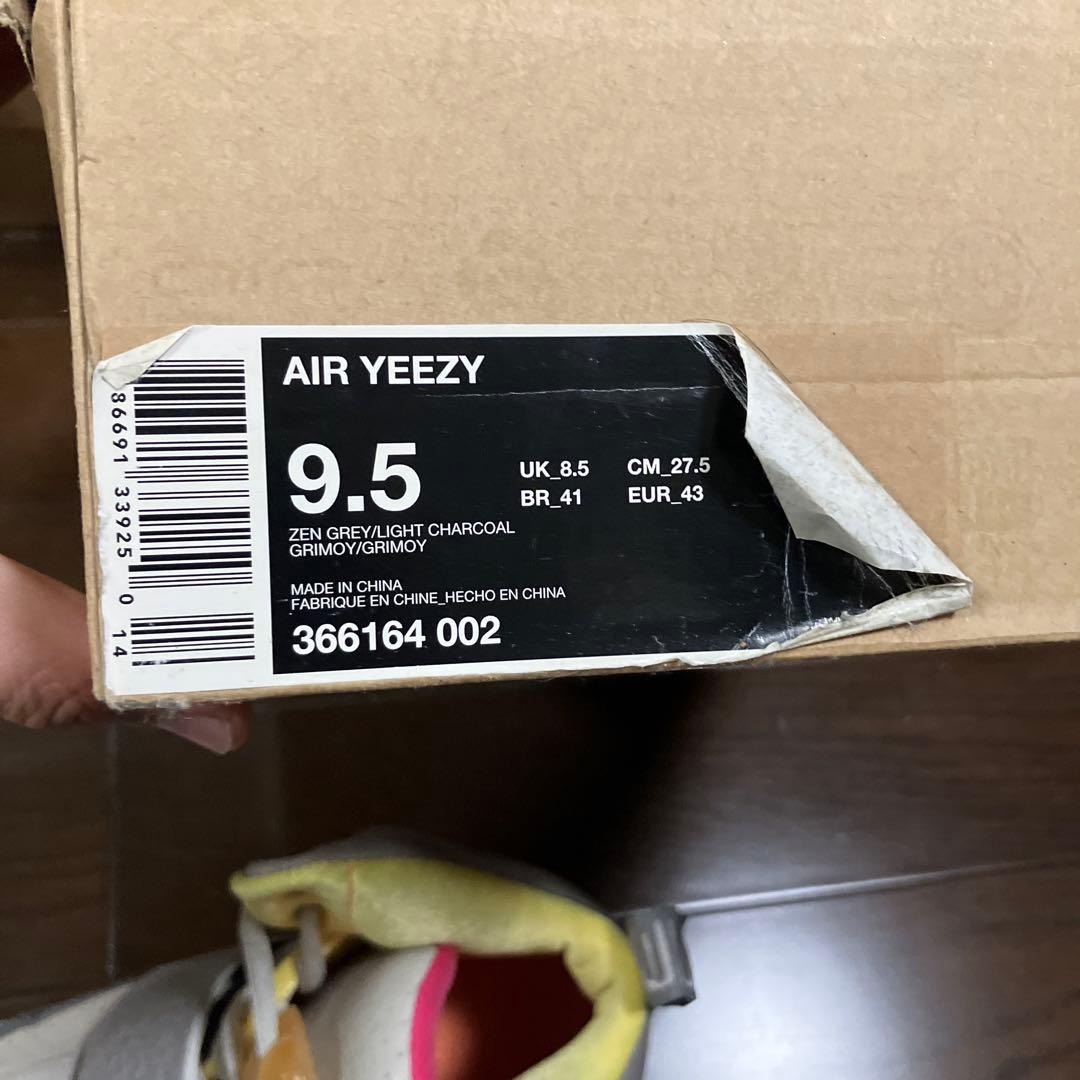 AIR YEEZY
9.5
UK_8.5 CM_27.5
BR_41 EUR_43
ZEN GREY/LIGHT CHARCOAL
GRIMOY/GRIMOY
MADE IN CHINA
FABRIQUE EN CHINE_HECHO EN CHINA
366164 002
86691 33925 0 14